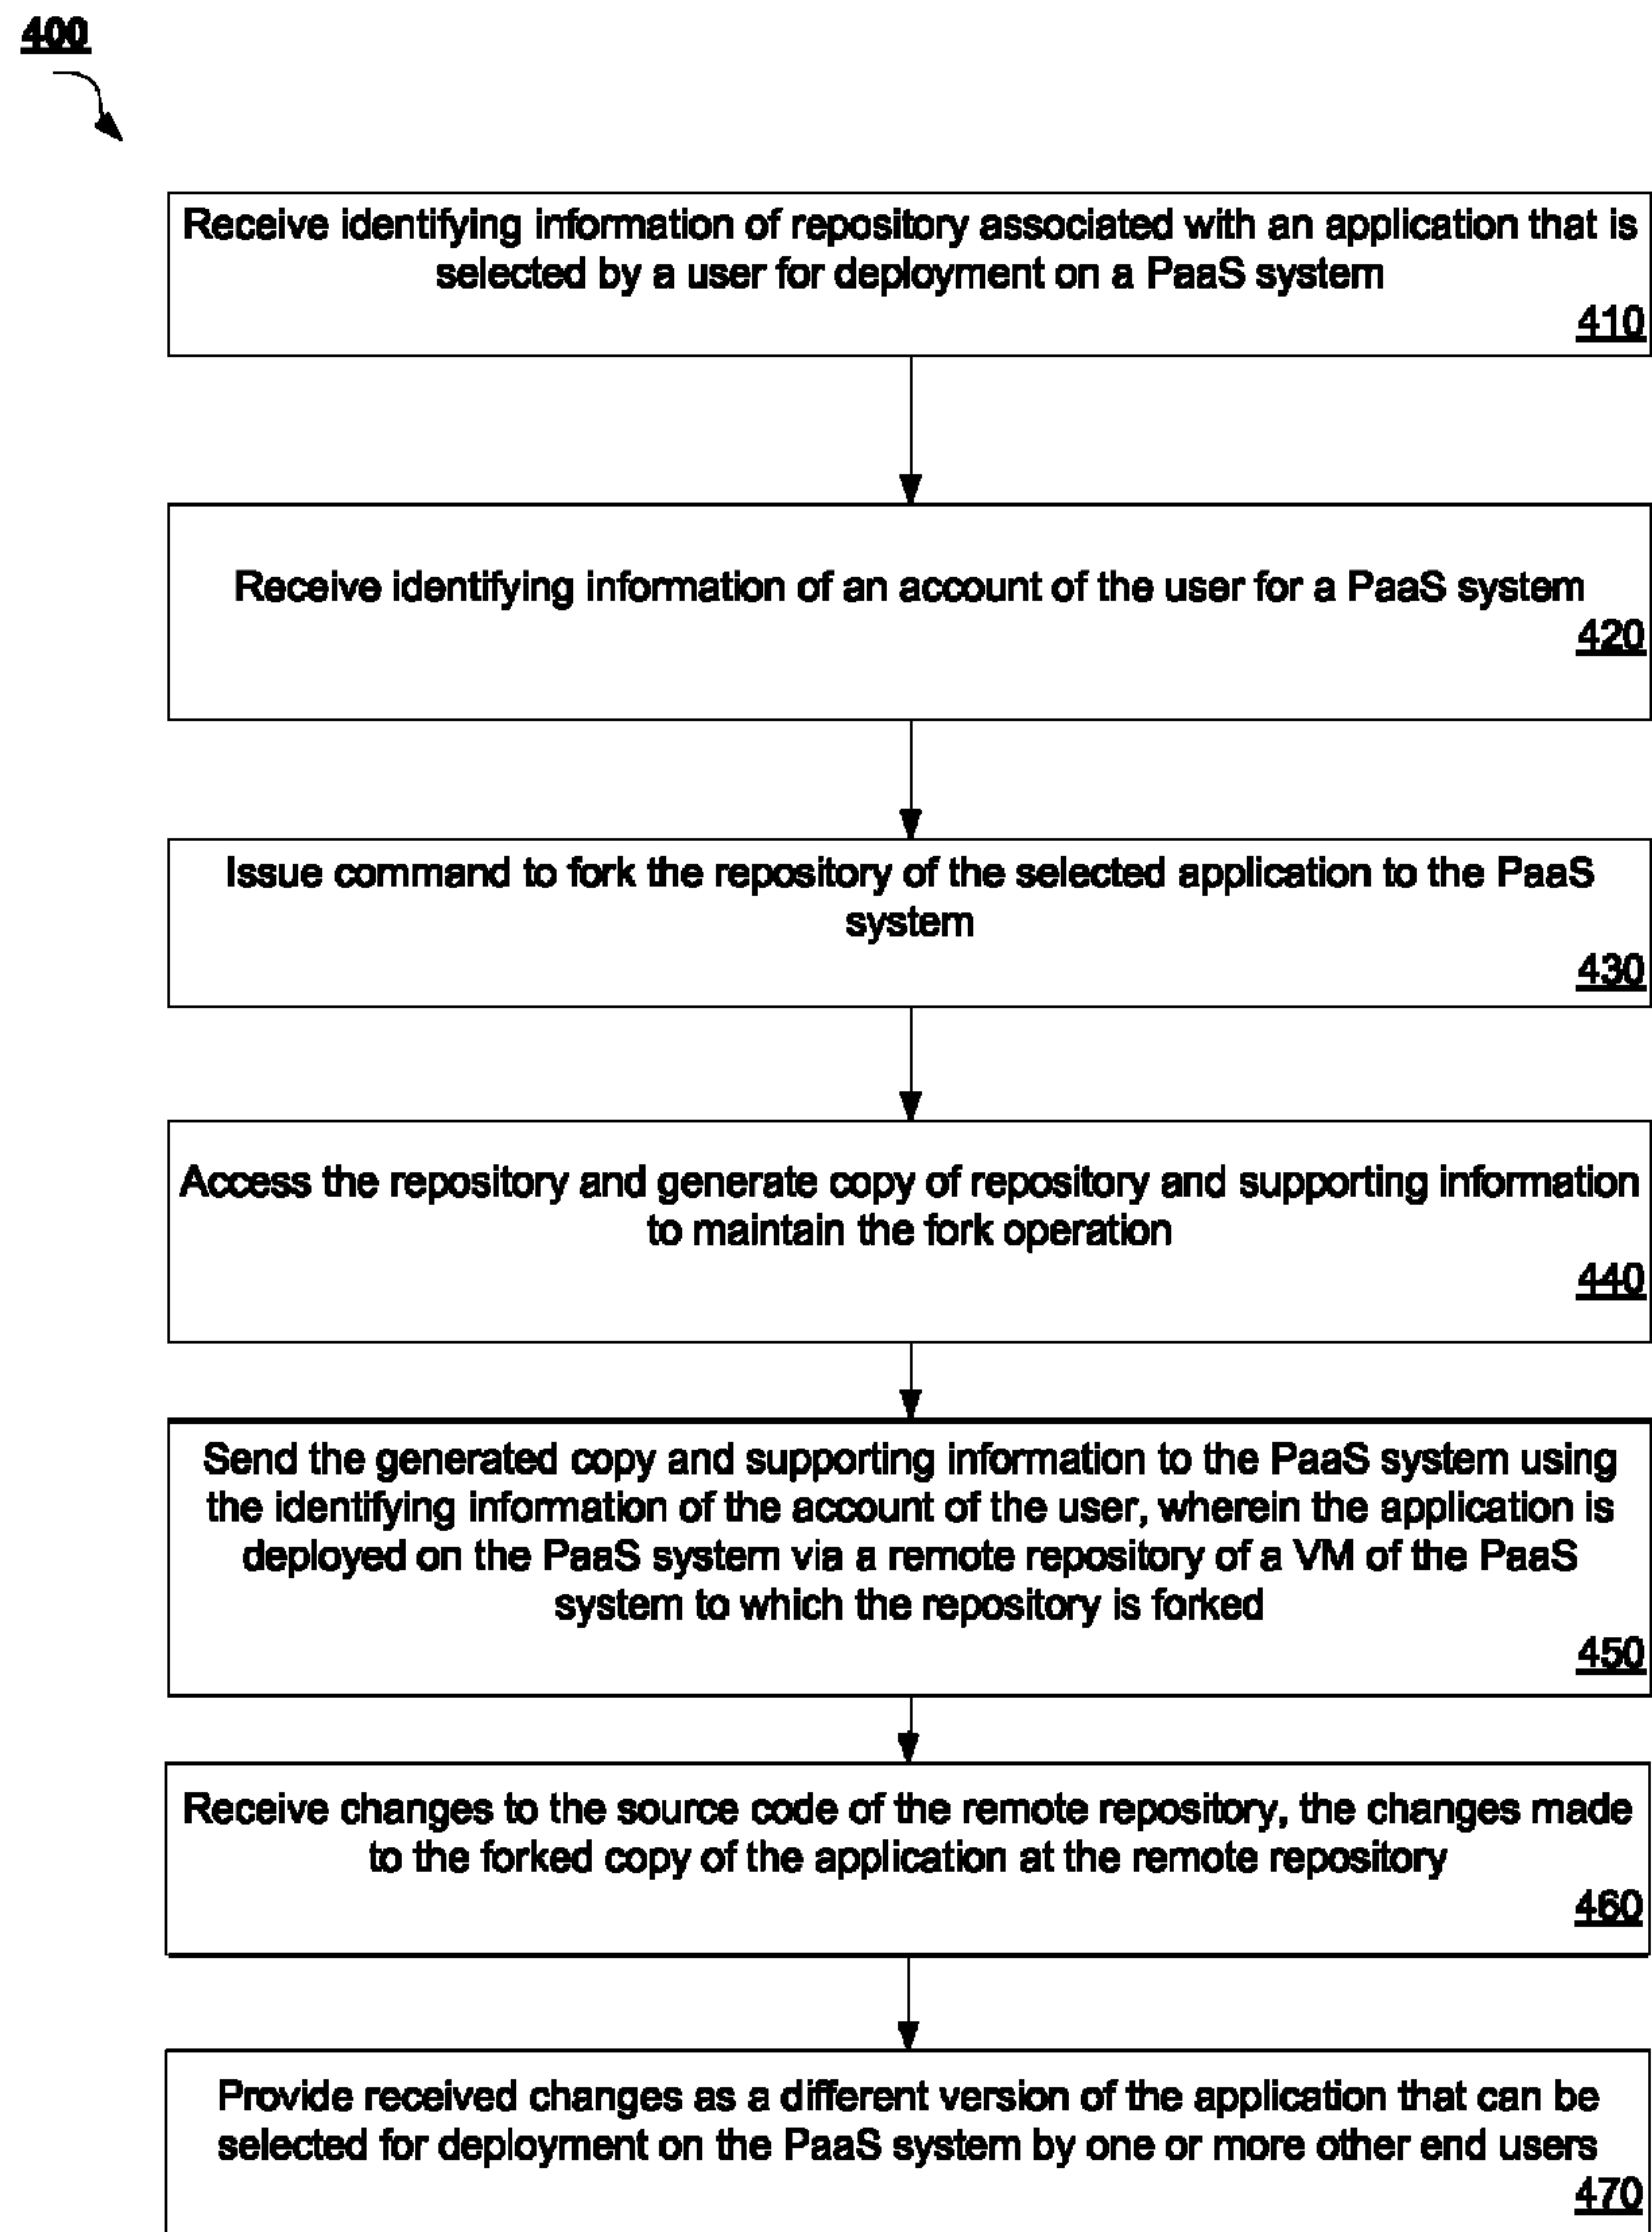 400
Receive identifying information of repository associated with an application that is
selected by a user for deployment on a PaaS system
410
Receive identifying information of an account of the user for a PaaS system
420
Issue command to fork the repository of the selected application to the PaaS
system
430
Access the repository and generate copy of repository and supporting information
to maintain the fork operation
440
Send the generated copy and supporting information to the PaaS system using
the identifying information of the account of the user, wherein the application is
deployed on the PaaS system via a remote repository of a VM of the PaaS
system to which the repository is forked
450
Receive changes to the source code of the remote repository, the changes made
to the forked copy of the application at the remote repository
460
Provide received changes as a different version of the application that can be
selected for deployment on the PaaS system by one or more other end users
470